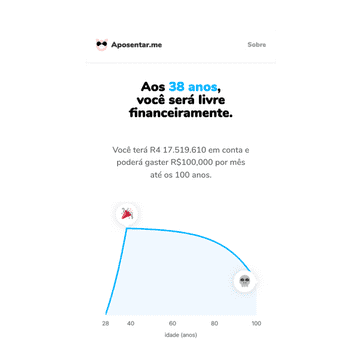 Aposentar.me
Sobre
Aos 38 anos,
você será livre
financeiramente.
Você terá R4 17.519.610 em conta e
poderá gaster R$100,000 por mês
até os 100 anos.
28 40 60 80 100
idade (anos)